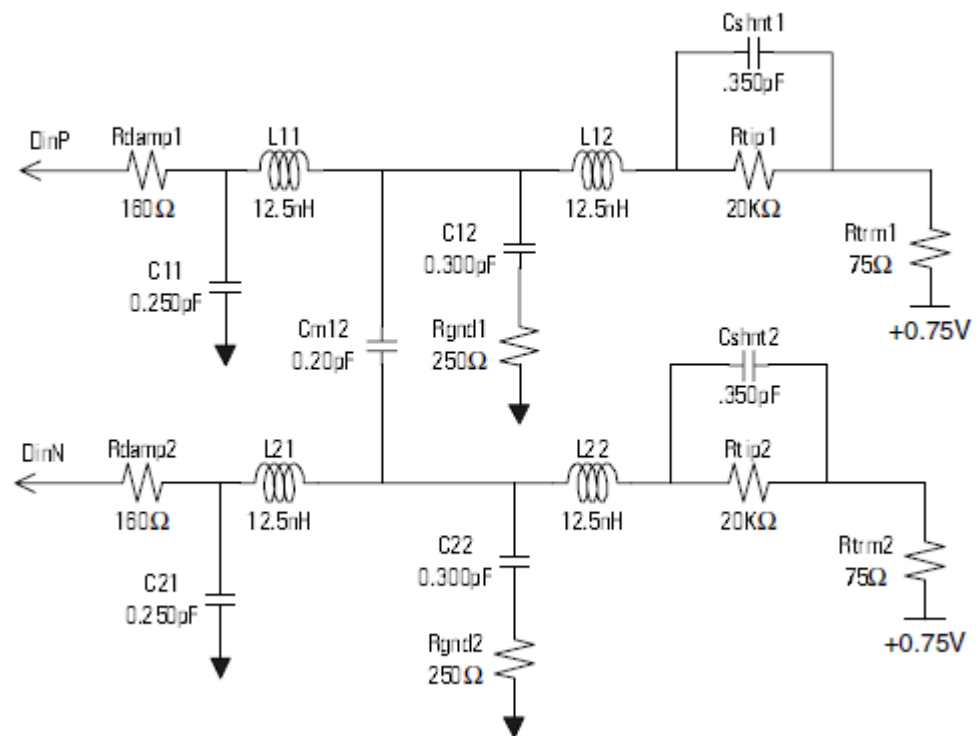 Cshnt1
.350pF
DinP
Rdamp1
L11
L12
Rtip1
160Ω
12.5nH
12.5nH
20KΩ
C12
0.300pF
Rtrm1
75Ω
C11
0.250pF
+0.75V
Cm12
0.20pF
Rgnd1
250Ω
Cshnt2
.350pF
DinN
Rdamp2
L21
L22
Rtip2
160Ω
12.5nH
12.5nH
20KΩ
C22
0.300pF
Rtrm2
75Ω
C21
0.250pF
+0.75V
Rgnd2
250Ω